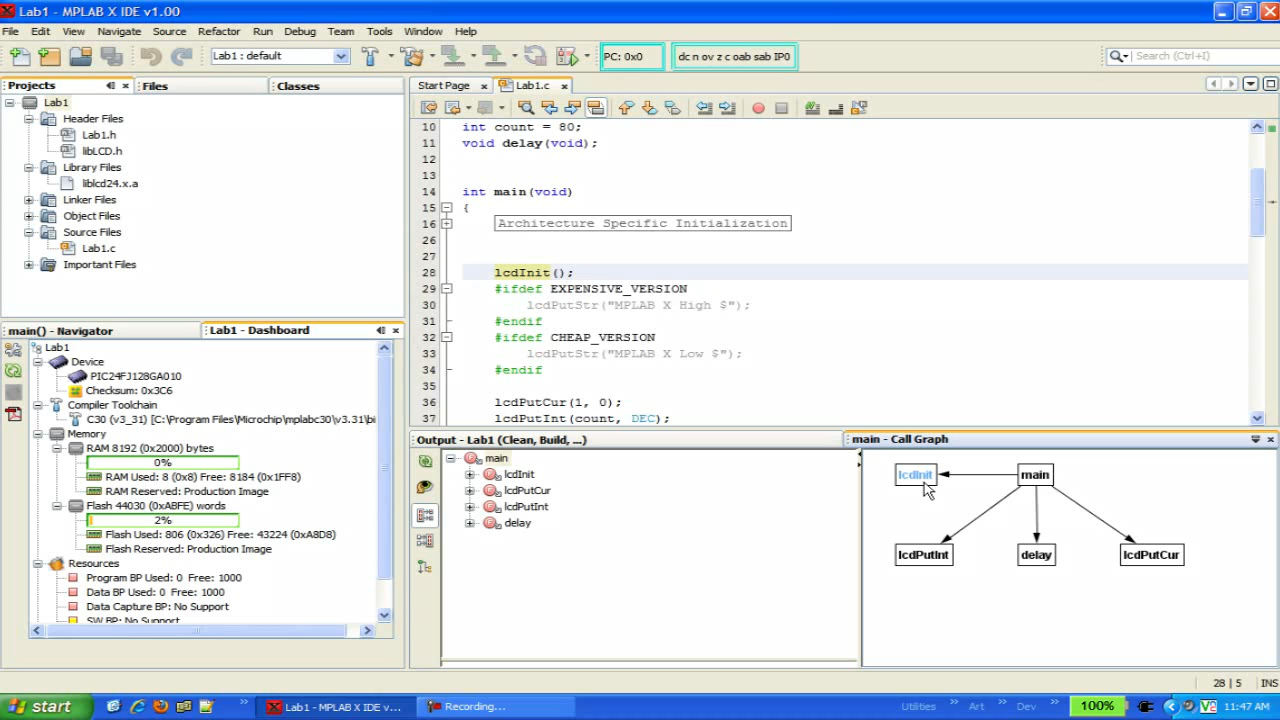 Lab1 - MPLAB X IDE v1.00
File Edit View Navigate Source Refactor Run Debug Team Tools Window Help
Lab1 : default
PC: 0x0
dc n ov z c oab sab IP0
Search (Ctrl+I)
Projects
Files
Classes
Lab1
Header Files
Lab1.h
libLCD.h
Library Files
liblcd24.x.a
Linker Files
Object Files
Source Files
Lab1.c
Important Files
Start Page
Lab1.c
10 int count = 80;
11 void delay(void);
12
13
14 int main(void)
15 {
16 Architecture Specific Initialization
26
27
28 lcdInit();
29 #ifdef EXPENSIVE_VERSION
30 lcdPutStr("MPLAB X High $");
31 #endif
32 #ifdef CHEAP_VERSION
33 lcdPutStr("MPLAB X Low $");
34 #endif
35
36 lcdPutCur(1, 0);
37 lcdPutInt(count, DEC);
main() - Navigator
Lab1 - Dashboard
Lab1
Device
PIC24FJ128GA010
Checksum: 0x3C6
Compiler Toolchain
C30 (v3_31) [C:\Program Files\Microchip\mplabc30\v3.31\bi
Memory
RAM 8192 (0x2000) bytes
0%
RAM Used: 8 (0x8) Free: 8184 (0x1FF8)
RAM Reserved: Production Image
Flash 44030 (0xABFE) words
2%
Flash Used: 806 (0x326) Free: 43224 (0xA8D8)
Flash Reserved: Production Image
Resources
Program BP Used: 0 Free: 1000
Data BP Used: 0 Free: 1000
Data Capture BP: No Support
SW BP: No Support
Output - Lab1 (Clean, Build, ...)
main
lcdInit
lcdPutCur
lcdPutInt
delay
main - Call Graph
lcdInit
main
lcdPutInt
delay
lcdPutCur
28 | 5 INS
start
Lab1 - MPLAB X IDE v...
Recording...
Utilities
Art
Dev
100%
11:47 AM